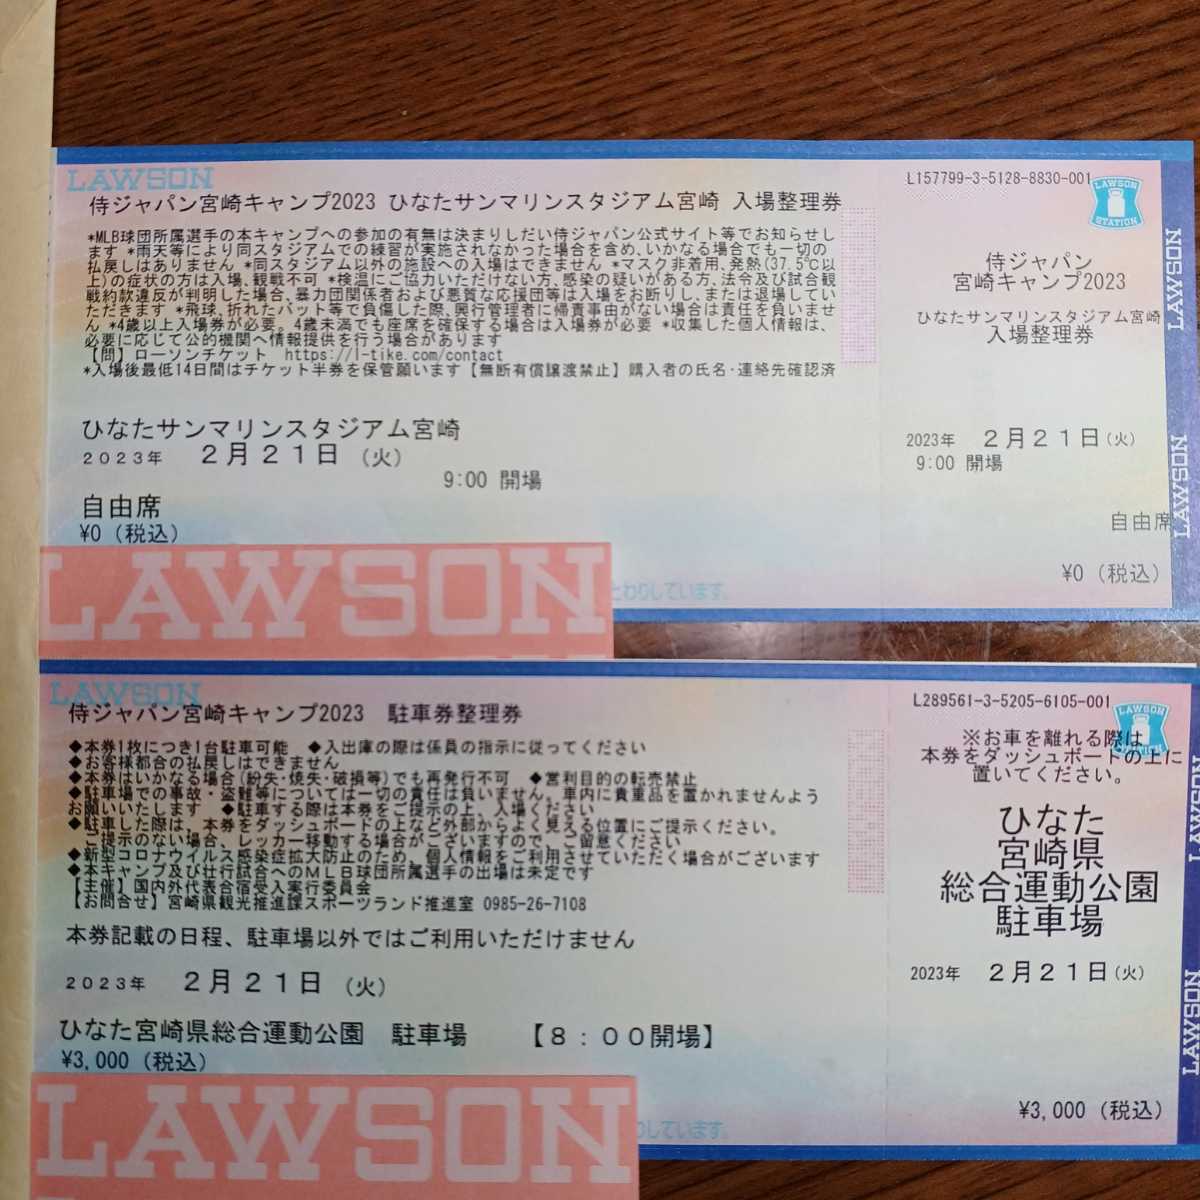 LAWSON
侍ジャパン宮崎キャンプ2023 ひなたサンマリンスタジアム宮崎 入場整理券
*MLB球団所属選手の本キャンプへの参加の有無は決まりしだい侍ジャパン公式サイト等でお知らせし
ます *雨天等により同スタジアムでの練習が実施されなかった場合を含め、いかなる場合でも一切の
払戻しはありません *同スタジアム以外の施設への入場はできません *マスク非着用、発熱(37.5℃以
上)の症状の方は入場、観戦不可 *検温にご協力いただけない方、感染の疑いがある方、法令及び試合観
戦約款違反が判明した場合、暴力団関係者および悪質な応援団等は入場をお断りし、または退場してい
ただきます *飛球、折れたバット等で負傷した際、興行管理者に帰責事由がない場合は責任を負いませ
ん *4歳以上入場券が必要。4歳未満でも座席を確保する場合は入場券が必要 *収集した個人情報は、
必要に応じて公的機関へ情報提供を行う場合があります
【問】ローソンチケット https://l-tike.com/contact
*入場後最低14日間はチケット半券を保管願います【無断有償譲渡禁止】購入者の氏名・連絡先確認済
ひなたサンマリンスタジアム宮崎
2023年 2月21日 (火)
9:00 開場
自由席
¥0 (税込)
LAWSON
とわりしています。
L157799-3-5128-8830-001
LAWSON
STATION
侍ジャパン
宮崎キャンプ2023
ひなたサンマリンスタジアム宮崎
入場整理券
2023年 2月21日(火)
9:00 開場
自由席
¥0 (税込)
LAWSON
LAWSON
LAWSON
侍ジャパン宮崎キャンプ2023 駐車券整理券
◆本券1枚につき1台駐車可能 ◆入出庫の際は係員の指示に従ってください
◆お客様都合の払戻しはできません
◆本券はいかなる場合(紛失・焼失・破損等)でも再発行不可 ◆営利目的の転売禁止
◆駐車場での事故・盗難等については一切の責任は負いません。車内に貴重品を置かれませんよう
お願いいたします ◆駐車する際は本券をご提示の上、入場ください
◆駐車した際は、本券をダッシュボードの上など外部からよく見える位置にご提示ください。
ご提示のない場合、レッカー移動する場合がございますので、ご留意ください
◆新型コロナウイルス感染症拡大防止のため、個人情報をご利用させていただく場合がございます
◆本キャンプ及び壮行試合へのMLB球団所属選手の出場は未定です
【主催】国内外代表合宿受入実行委員会
【お問合せ】宮崎県観光推進課スポーツランド推進室 0985-26-7108
本券記載の日程、駐車場以外ではご利用いただけません
2023年 2月21日 (火)
ひなた宮崎県総合運動公園 駐車場 【8:00開場】
¥3,000 (税込)
LAWSON
りしています。
L289561-3-5205-6105-001
LAWSON
※お車を離れる際は、
本券をダッシュボードの上に
置いてください。
ひなた
宮崎県
総合運動公園
駐車場
2023年 2月21日(火)
¥3,000 (税込)
LAWSON
LAWSON